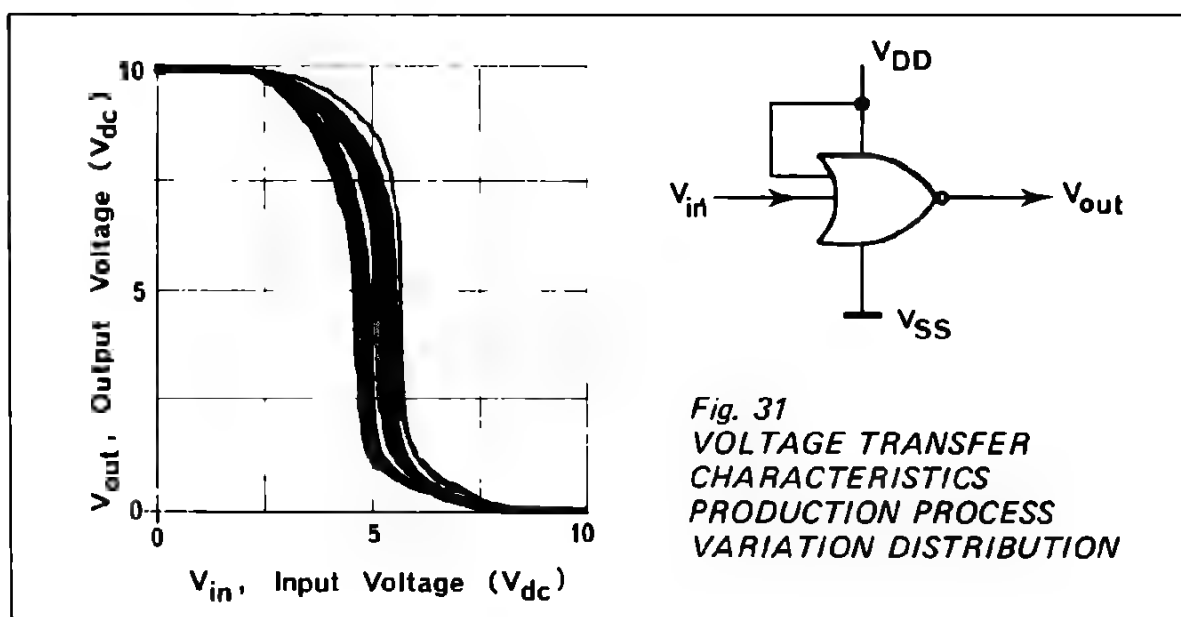 10
5
0
0
5
10
V_out, Output Voltage (V_dc)
V_in, Input Voltage (V_dc)
V_DD
V_in
V_out
V_SS
Fig. 31
VOLTAGE TRANSFER
CHARACTERISTICS
PRODUCTION PROCESS
VARIATION DISTRIBUTION